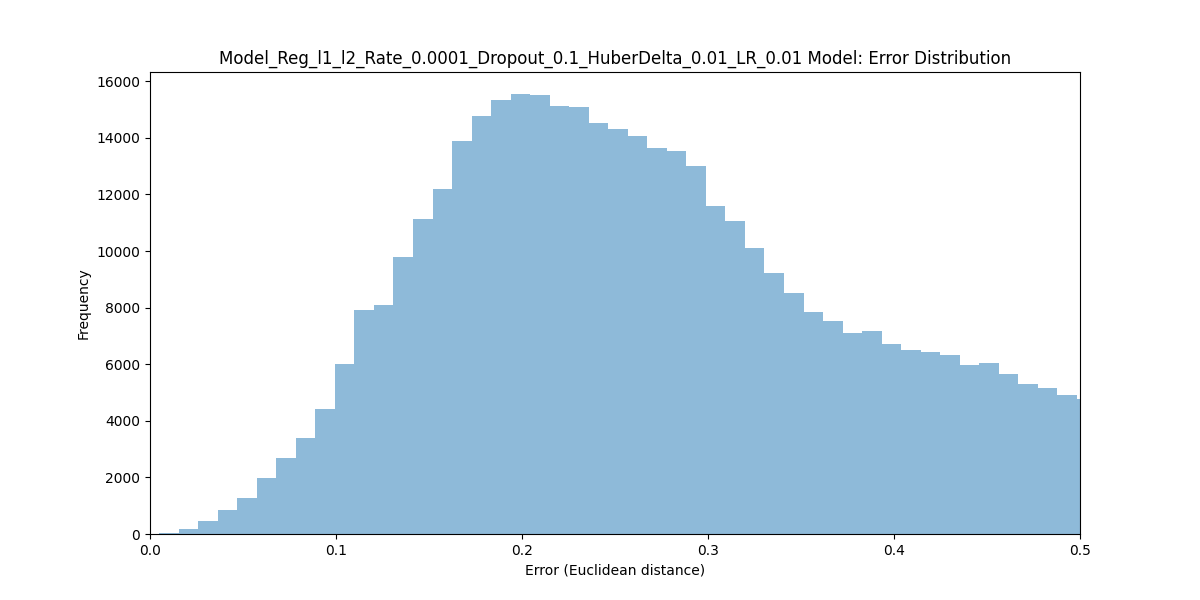 Model_Reg_l1_l2_Rate_0.0001_Dropout_0.1_HuberDelta_0.01_LR_0.01 Model: Error Distribution
16000
14000
12000
10000
8000
6000
4000
2000
0
Frequency
0.0 0.1 0.2 0.3 0.4 0.5
Error (Euclidean distance)